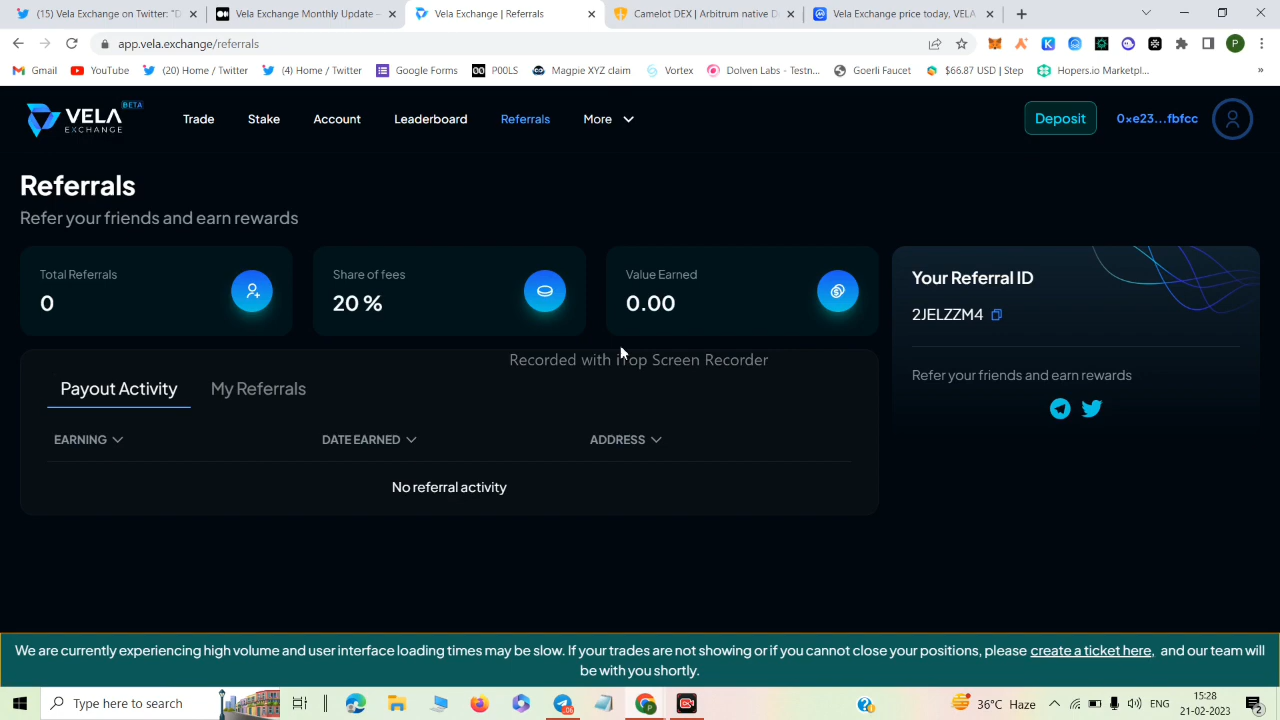 (15) Vela Exchange on Twitter: "D
Vela Exchange Monthly Update –
Vela Exchange | Referrals
Camelot DEX | Arbitrum native D
Vela Exchange price today, VELA
app.vela.exchange/referrals
P
Gmail
YouTube
(20) Home / Twitter
(4) Home / Twitter
Google Forms
P00LS
Magpie XYZ claim
Vortex
Dolven Labs - Testn...
Goerli Faucet
$66.87 USD | Step
Hopers.io Marketpl...
»
VELA BETA
EXCHANGE
Trade
Stake
Account
Leaderboard
Referrals
More
Deposit
0xe23...fbfcc
Referrals
Refer your friends and earn rewards
Total Referrals
0
Share of fees
20 %
Value Earned
0.00
Your Referral ID
2JELZZM4
Refer your friends and earn rewards
Recorded with iTop Screen Recorder
Payout Activity
My Referrals
EARNING
DATE EARNED
ADDRESS
No referral activity
We are currently experiencing high volume and user interface loading times may be slow. If your trades are not showing or if you cannot close your positions, please create a ticket here, and our team will
be with you shortly.
Type here to search
36°C Haze
ENG
15:28
21-02-2023
2